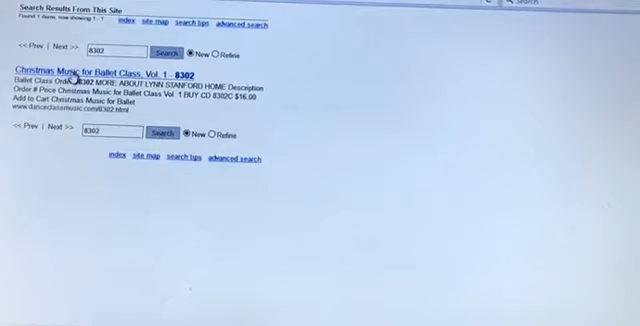 Search
Search Results From This Site
Found 1 items, now showing 1 - 1
index site map search tips advanced search
<< Prev | Next >> 8302 Search New Refine
Christmas Music for Ballet Class, Vol. 1 - 8302
Ballet Class Order 8302 MORE: ABOUT LYNN STANFORD HOME Description
Order # Price Christmas Music for Ballet Class Vol. 1 BUY CD 8302C $16.00
Add to Cart Christmas Music for Ballet
www.danceclassmusic.com/8302.html
<< Prev | Next >> 8302 Search New Refine
index site map search tips advanced search